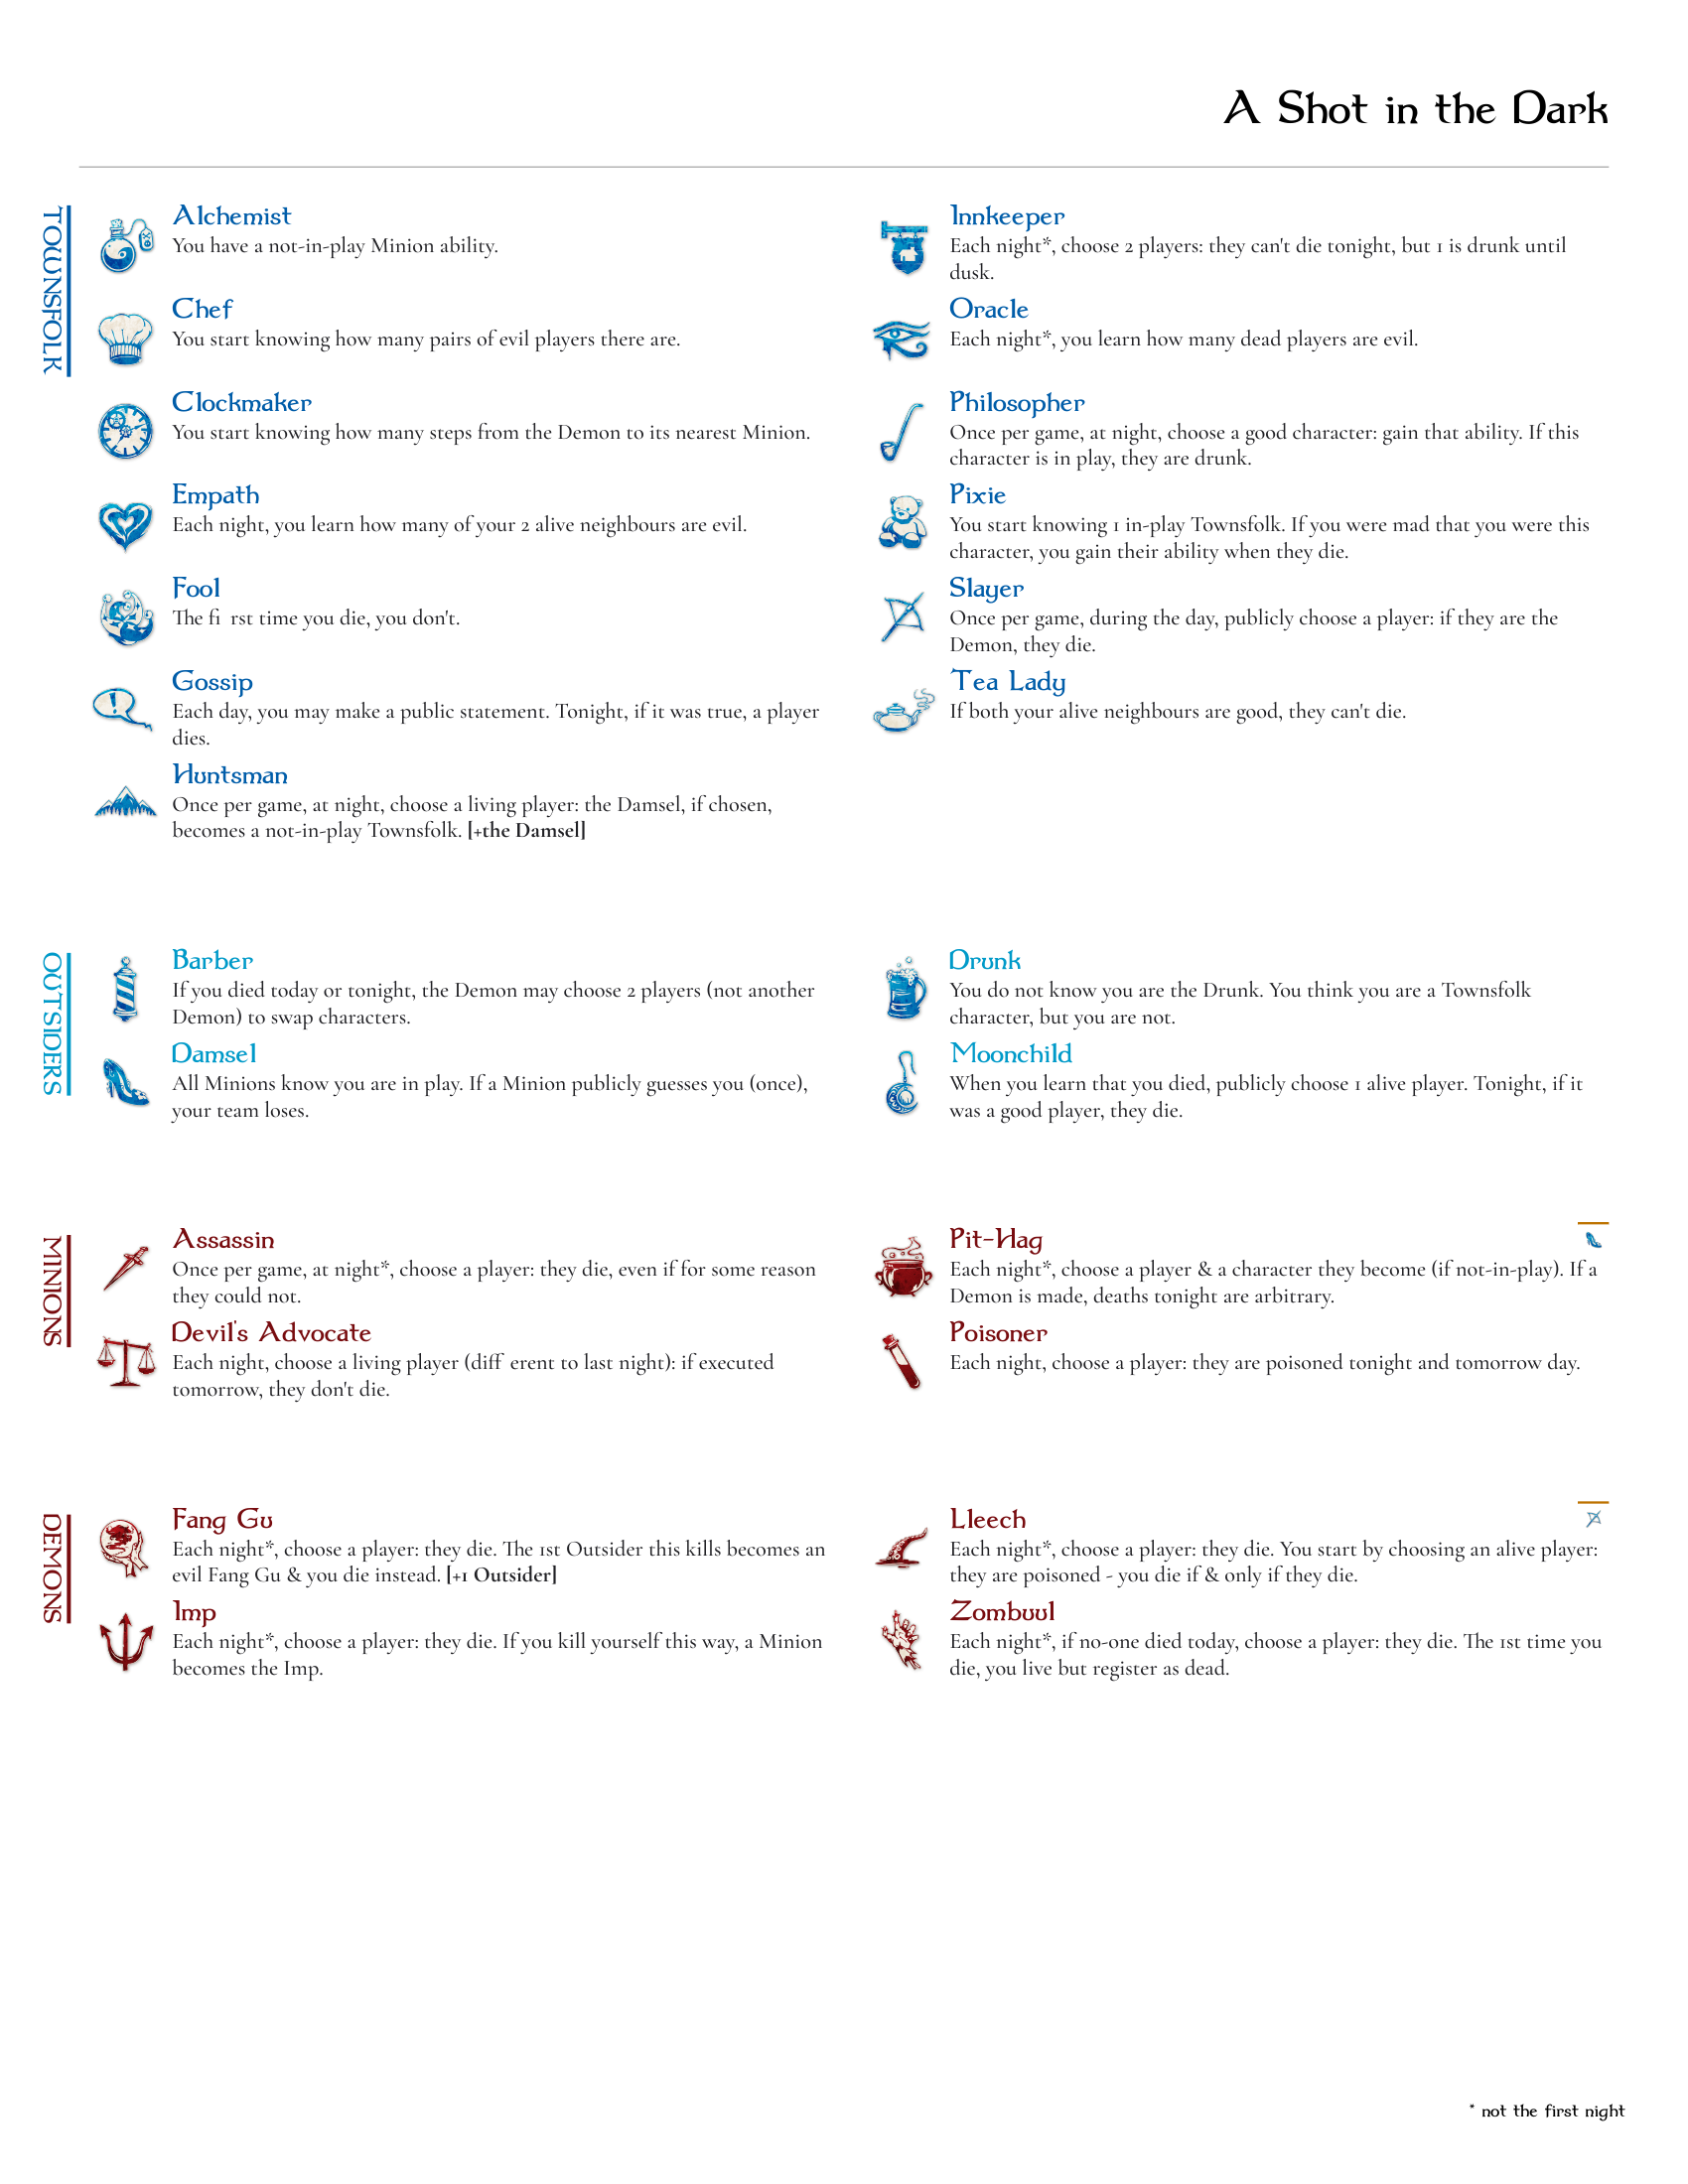 A Shot in the Dark
TOWNSFOLK
Alchemist
You have a not-in-play Minion ability.
Chef
You start knowing how many pairs of evil players there are.
Clockmaker
You start knowing how many steps from the Demon to its nearest Minion.
Empath
Each night, you learn how many of your 2 alive neighbours are evil.
Fool
The fi rst time you die, you don't.
Gossip
Each day, you may make a public statement. Tonight, if it was true, a player
dies.
Huntsman
Once per game, at night, choose a living player: the Damsel, if chosen,
becomes a not-in-play Townsfolk. [+the Damsel]
Innkeeper
Each night*, choose 2 players: they can't die tonight, but 1 is drunk until
dusk.
Oracle
Each night*, you learn how many dead players are evil.
Philosopher
Once per game, at night, choose a good character: gain that ability. If this
character is in play, they are drunk.
Pixie
You start knowing 1 in-play Townsfolk. If you were mad that you were this
character, you gain their ability when they die.
Slayer
Once per game, during the day, publicly choose a player: if they are the
Demon, they die.
Tea Lady
If both your alive neighbours are good, they can't die.
OUTSIDERS
Barber
If you died today or tonight, the Demon may choose 2 players (not another
Demon) to swap characters.
Damsel
All Minions know you are in play. If a Minion publicly guesses you (once),
your team loses.
Drunk
You do not know you are the Drunk. You think you are a Townsfolk
character, but you are not.
Moonchild
When you learn that you died, publicly choose 1 alive player. Tonight, if it
was a good player, they die.
MINIONS
Assassin
Once per game, at night*, choose a player: they die, even if for some reason
they could not.
Devil's Advocate
Each night, choose a living player (diff erent to last night): if executed
tomorrow, they don't die.
Pit-Hag
Each night*, choose a player & a character they become (if not-in-play). If a
Demon is made, deaths tonight are arbitrary.
Poisoner
Each night, choose a player: they are poisoned tonight and tomorrow day.
DEMONS
Fang Gu
Each night*, choose a player: they die. The 1st Outsider this kills becomes an
evil Fang Gu & you die instead. [+1 Outsider]
Imp
Each night*, choose a player: they die. If you kill yourself this way, a Minion
becomes the Imp.
Lleech
Each night*, choose a player: they die. You start by choosing an alive player:
they are poisoned - you die if & only if they die.
Zombuul
Each night*, if no-one died today, choose a player: they die. The 1st time you
die, you live but register as dead.
* not the first night